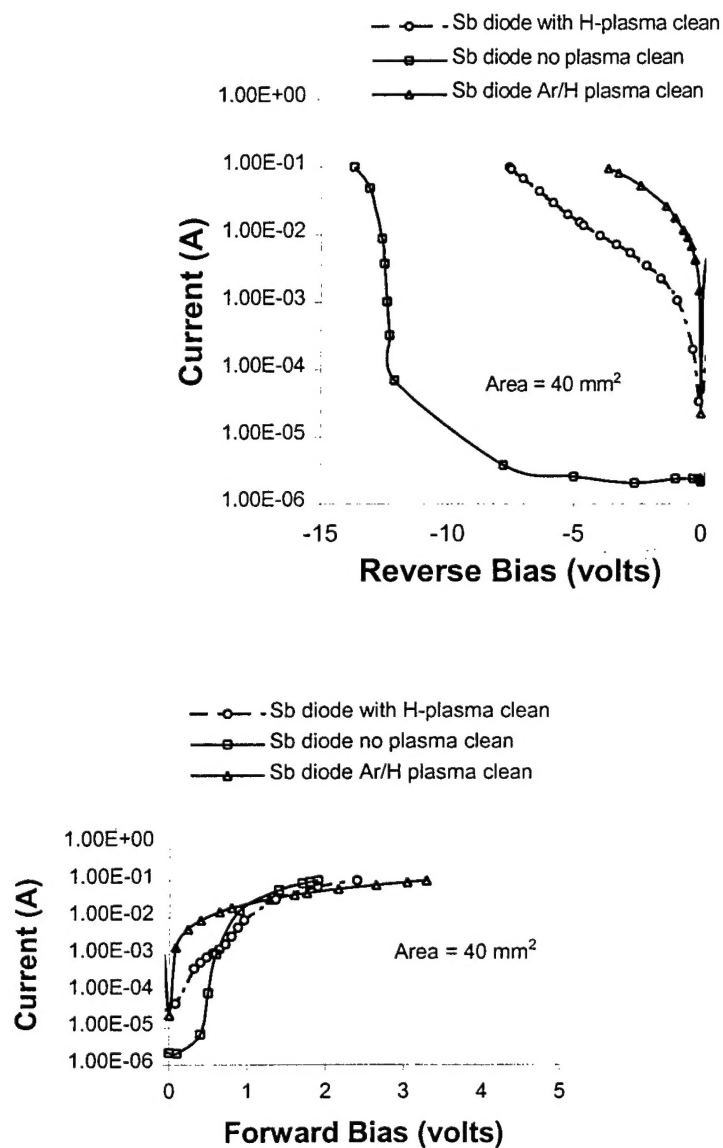 Sb diode with H-plasma clean
Sb diode no plasma clean
Sb diode Ar/H plasma clean
1.00E+00
1.00E-01
1.00E-02
1.00E-03
1.00E-04
1.00E-05
1.00E-06
Current (A)
Area = 40 mm²
-15
-10
-5
0
Reverse Bias (volts)
Sb diode with H-plasma clean
Sb diode no plasma clean
Sb diode Ar/H plasma clean
1.00E+00
1.00E-01
1.00E-02
1.00E-03
1.00E-04
1.00E-05
1.00E-06
Current (A)
Area = 40 mm²
0
1
2
3
4
5
Forward Bias (volts)